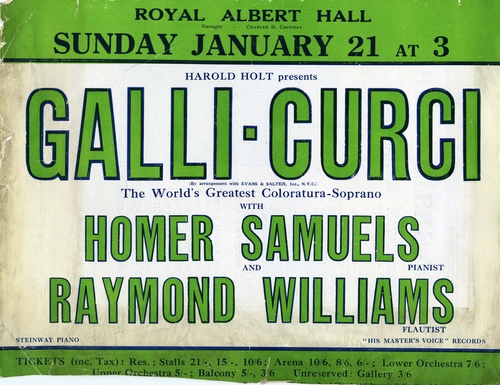 ROYAL ALBERT HALL
Manager - CHARLES B. COCHRAN
SUNDAY JANUARY 21 AT 3
HAROLD HOLT presents
GALLI-CURCI
(By arrangement with EVANS & SALTER, Inc., N.Y.C.)
The World's Greatest Coloratura-Soprano
WITH
HOMER SAMUELS
AND PIANIST
RAYMOND WILLIAMS
FLAUTIST
STEINWAY PIANO "HIS MASTER'S VOICE" RECORDS
TICKETS (inc. Tax): Res.: Stalls 21/-, 15/-, 10/6; Arena 10/6, 8/6, 6/-; Lower Orchestra 7/6;
Upper Orchestra 5/-; Balcony 5/-, 3/6 Unreserved: Gallery 3/6